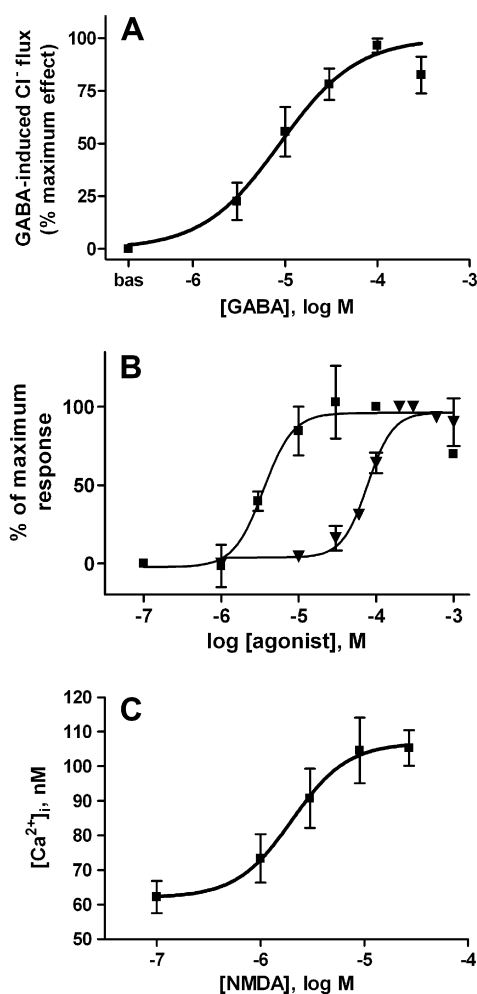 A
GABA-induced Cl⁻ flux
(% maximum effect)
100
75
50
25
0
bas -6 -5 -4 -3
[GABA], log M
B
% of maximum
response
100
50
0
-7 -6 -5 -4 -3
log [agonist], M
C
[Ca²⁺]i, nM
120
110
100
90
80
70
60
50
-7 -6 -5 -4
[NMDA], log M